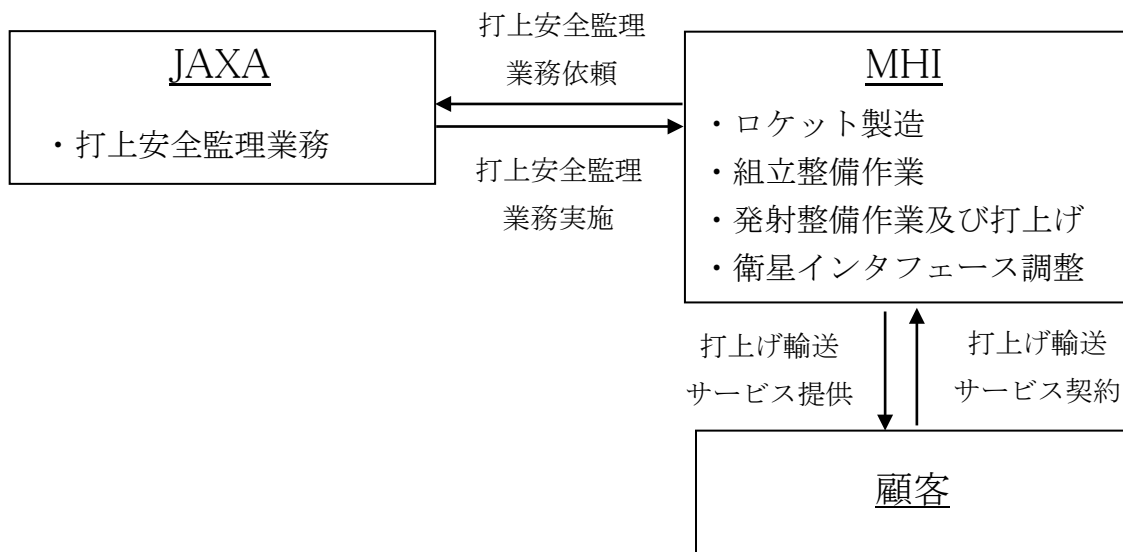 JAXA
・打上安全監理業務
打上安全監理
業務依頼
打上安全監理
業務実施
MHI
・ロケット製造
・組立整備作業
・発射整備作業及び打上げ
・衛星インタフェース調整
打上げ輸送
サービス提供
打上げ輸送
サービス契約
顧客